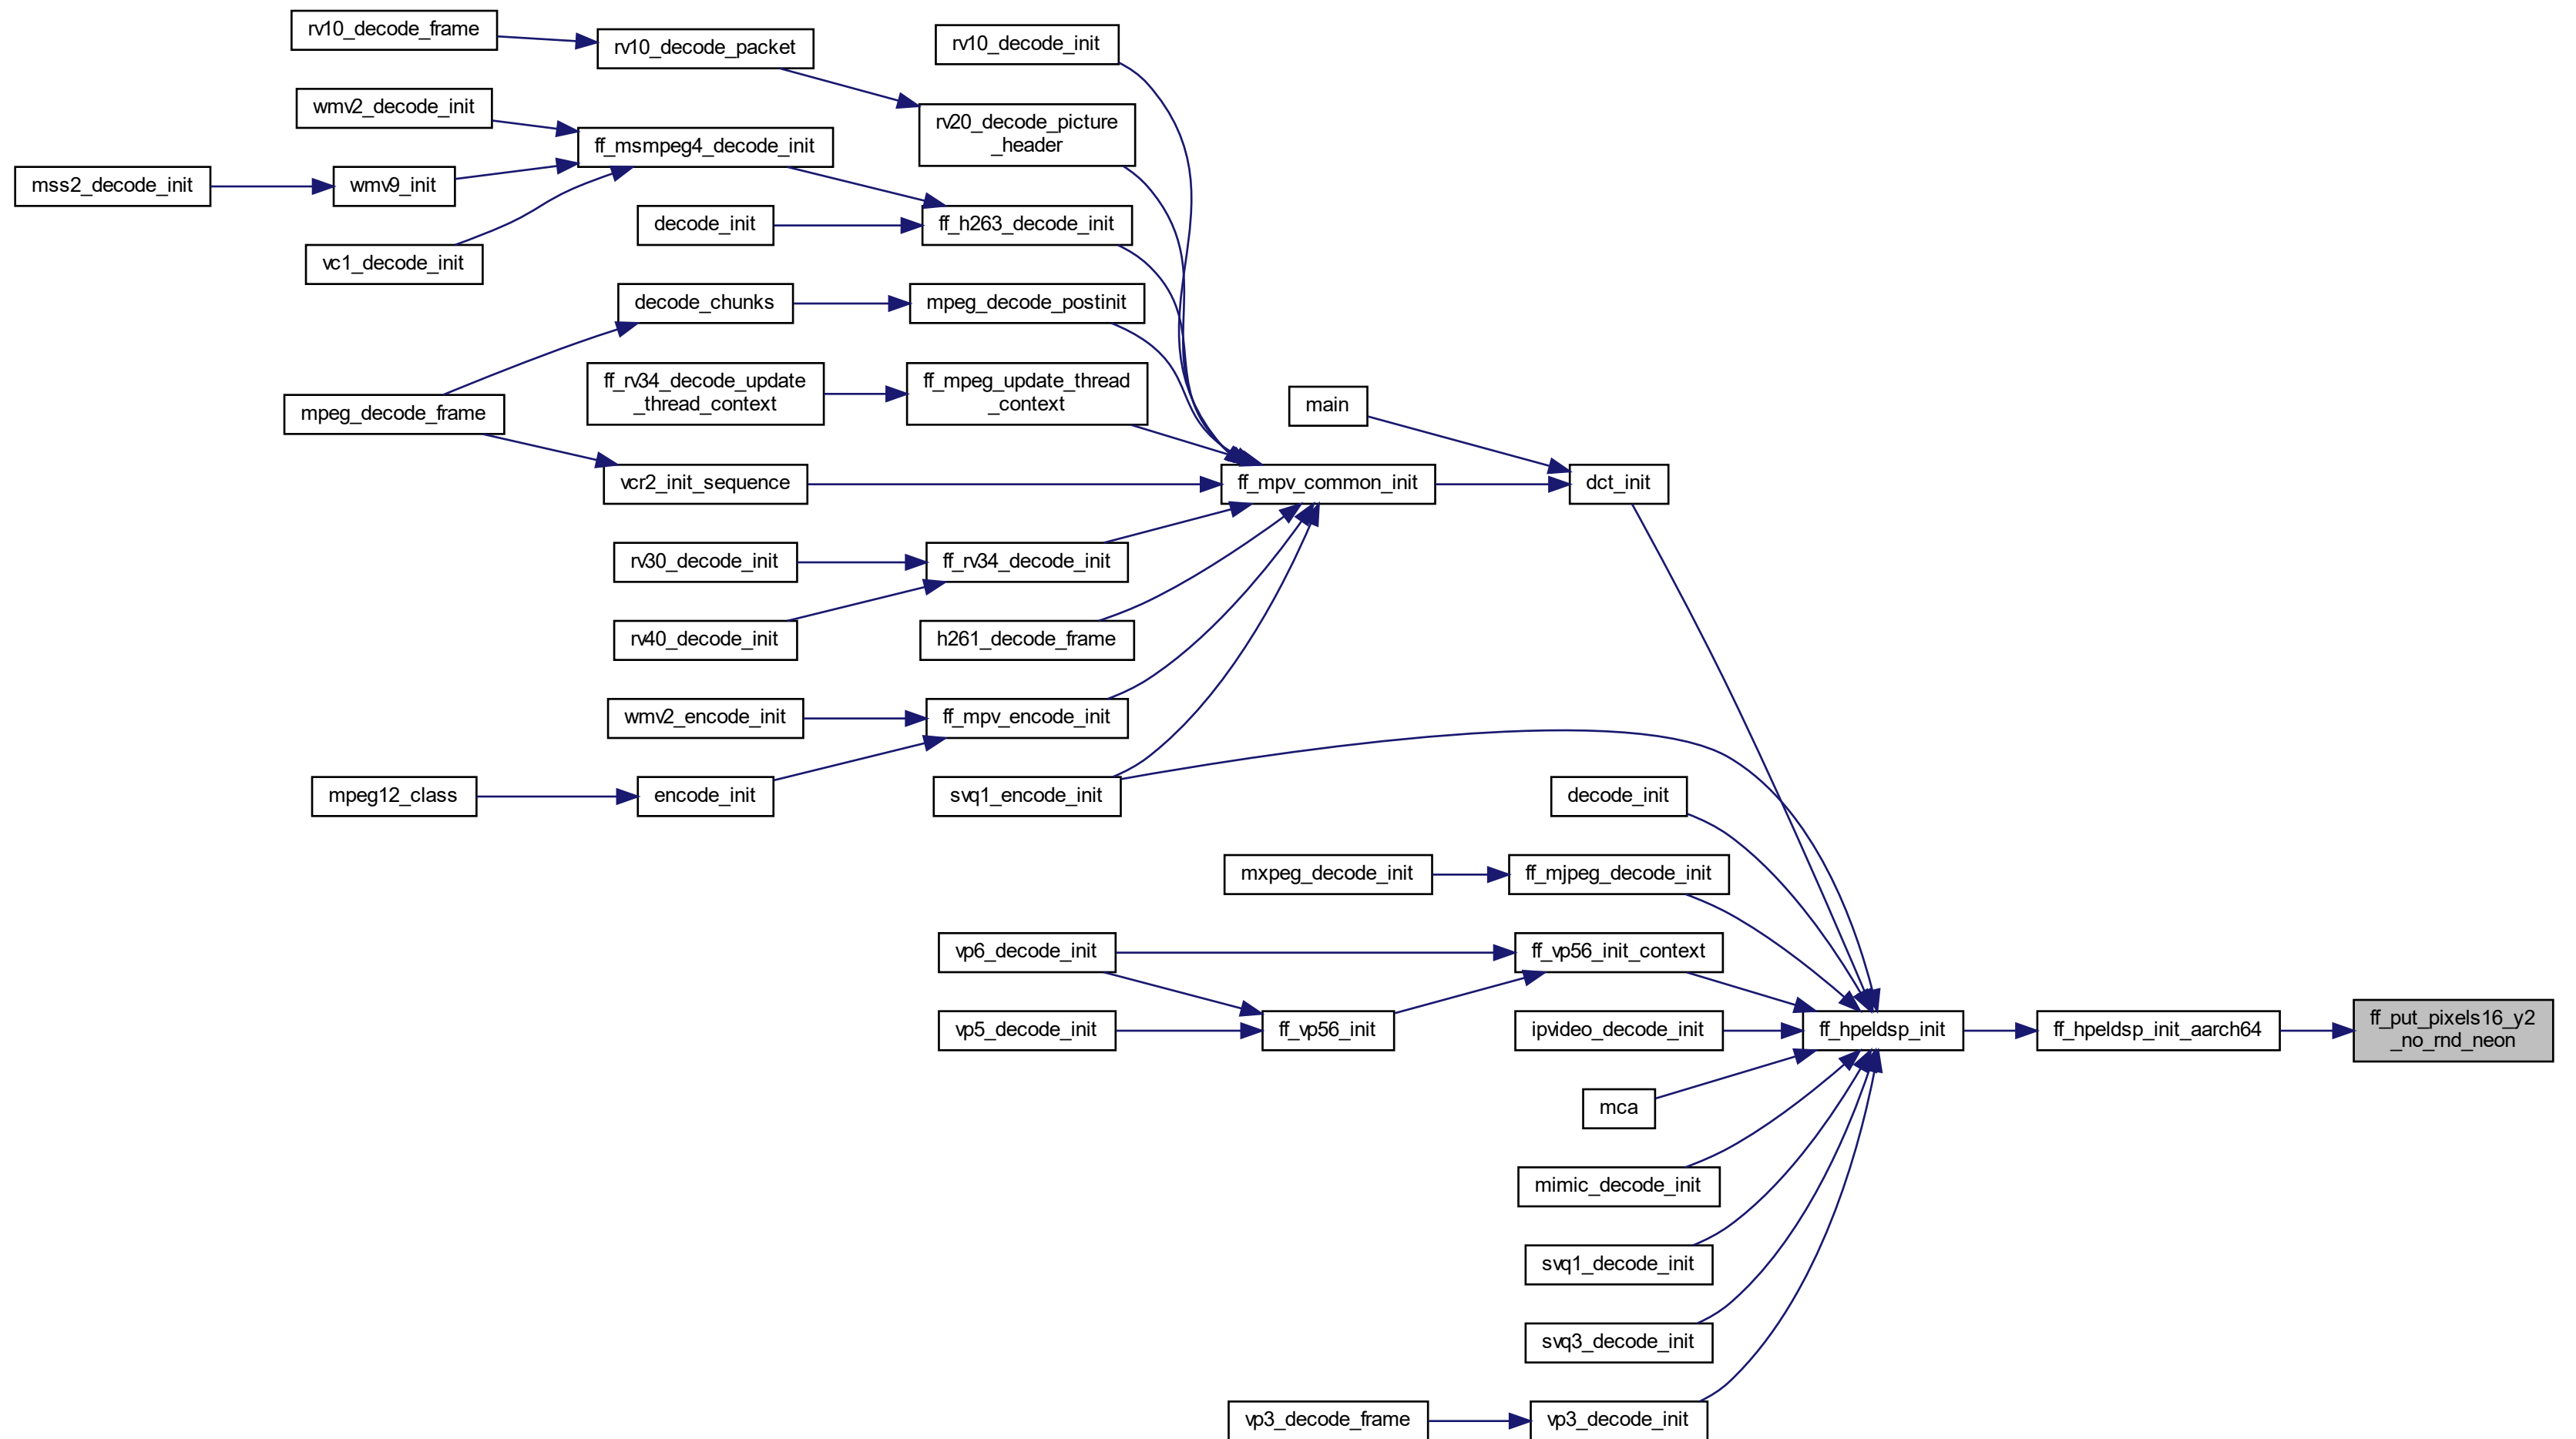 rv10_decode_frame
rv10_decode_packet
rv10_decode_init
wmv2_decode_init
rv20_decode_picture
_header
ff_msmpeg4_decode_init
mss2_decode_init
wmv9_init
decode_init
ff_h263_decode_init
vc1_decode_init
decode_chunks
mpeg_decode_postinit
ff_rv34_decode_update
_thread_context
ff_mpeg_update_thread
_context
main
mpeg_decode_frame
vcr2_init_sequence
ff_mpv_common_init
dct_init
rv30_decode_init
ff_rv34_decode_init
rv40_decode_init
h261_decode_frame
wmv2_encode_init
ff_mpv_encode_init
mpeg12_class
encode_init
svq1_encode_init
decode_init
mxpeg_decode_init
ff_mjpeg_decode_init
vp6_decode_init
ff_vp56_init_context
vp5_decode_init
ff_vp56_init
ipvideo_decode_init
ff_hpeldsp_init
ff_hpeldsp_init_aarch64
ff_put_pixels16_y2
_no_rnd_neon
mca
mimic_decode_init
svq1_decode_init
svq3_decode_init
vp3_decode_frame
vp3_decode_init